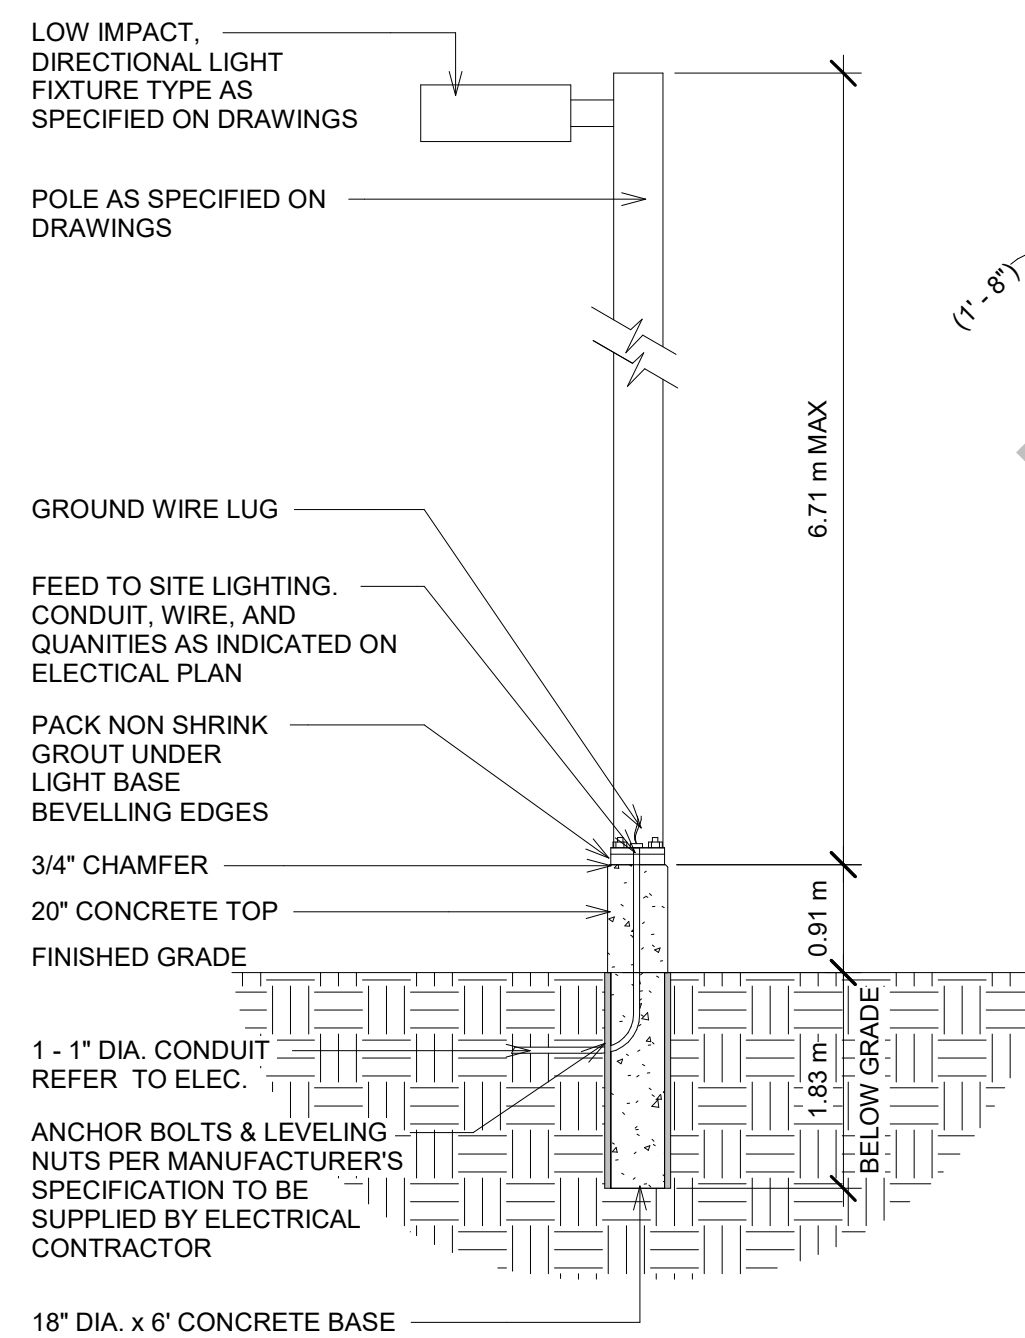 LOW IMPACT,
DIRECTIONAL LIGHT
FIXTURE TYPE AS
SPECIFIED ON DRAWINGS
POLE AS SPECIFIED ON
DRAWINGS
(1' - 8")
6.71 m MAX
GROUND WIRE LUG
FEED TO SITE LIGHTING.
CONDUIT, WIRE, AND
QUANITIES AS INDICATED ON
ELECTICAL PLAN
PACK NON SHRINK
GROUT UNDER
LIGHT BASE
BEVELLING EDGES
3/4" CHAMFER
20" CONCRETE TOP
0.91 m
FINISHED GRADE
1 - 1" DIA. CONDUIT
REFER TO ELEC.
1.83 m
BELOW GRADE
ANCHOR BOLTS & LEVELING
NUTS PER MANUFACTURER'S
SPECIFICATION TO BE
SUPPLIED BY ELECTRICAL
CONTRACTOR
18" DIA. x 6' CONCRETE BASE